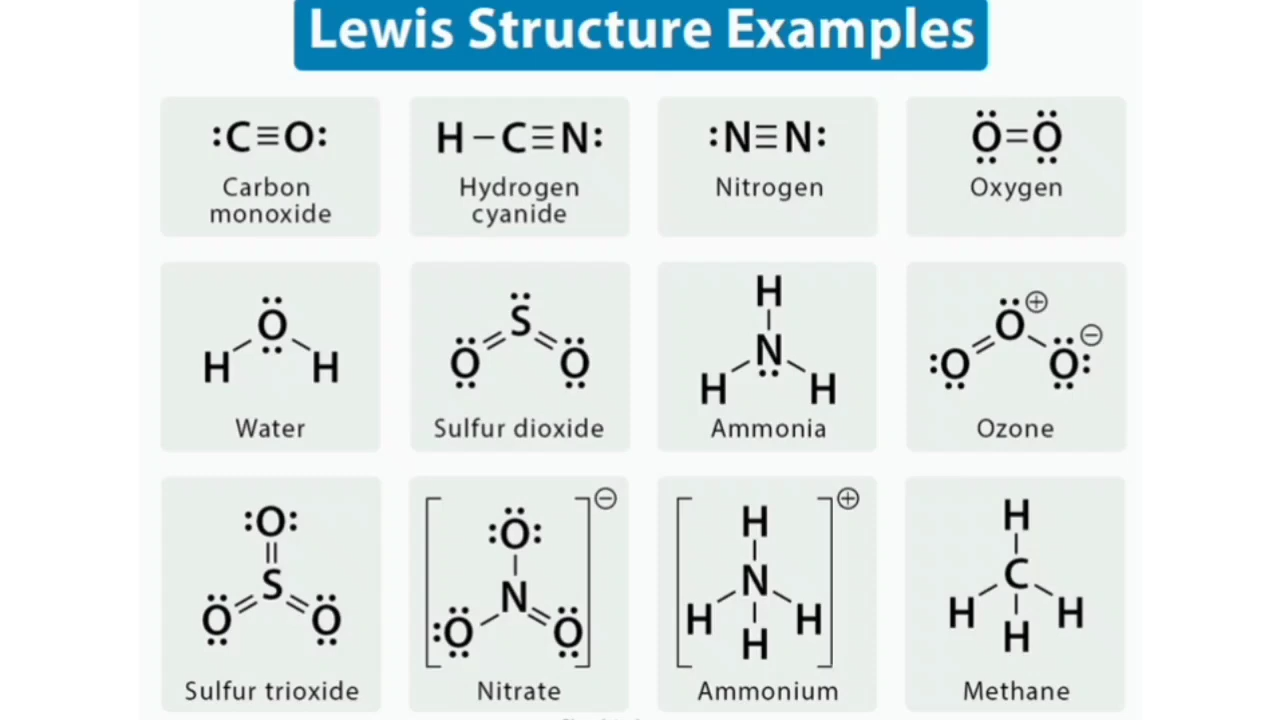 Lewis Structure Examples
:C≡O:
Carbon
monoxide
H–C≡N:
Hydrogen
cyanide
:N≡N:
Nitrogen
O=O
Oxygen
O
H H
Water
S
O O
Sulfur dioxide
H
N
H H
Ammonia
O ⊕
:O O: ⊖
Ozone
:O:
S
O O
Sulfur trioxide
⊖
:O:
N
:O O
Nitrate
⊕
H
N
H H
H
Ammonium
H
C
H H
H
Methane